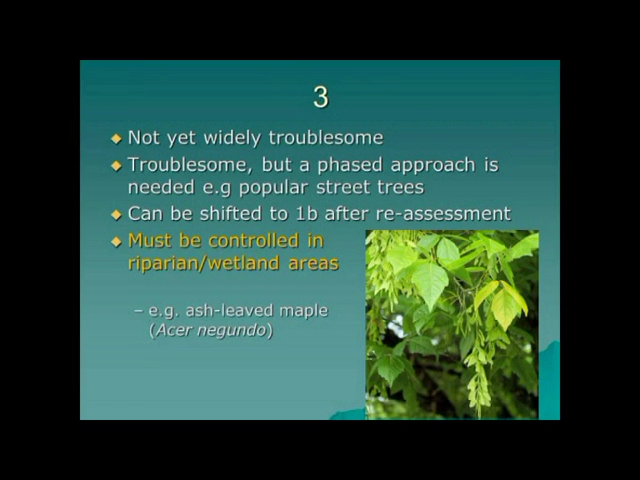 3
Not yet widely troublesome
Troublesome, but a phased approach is
needed e.g popular street trees
Can be shifted to 1b after re-assessment
Must be controlled in
riparian/wetland areas
– e.g. ash-leaved maple
(Acer negundo)